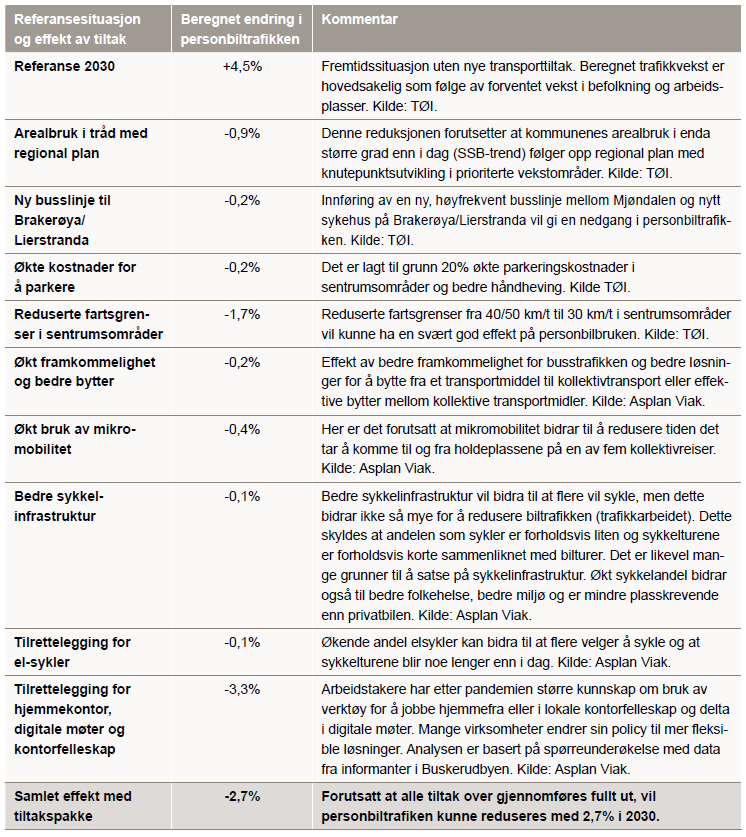 Referansesituasjon
og effekt av tiltak
Beregnet endring i
personbiltrafikken
Kommentar
Referanse 2030
+4,5%
Fremtidssituasjon uten nye transporttiltak. Beregnet trafikkvekst er
hovedsakelig som følge av forventet vekst i befolkning og arbeids-
plasser. Kilde: TØI.
Arealbruk i tråd med
regional plan
-0,9%
Denne reduksjonen forutsetter at kommunenes arealbruk i enda
større grad enn i dag (SSB-trend) følger opp regional plan med
knutepunktsutvikling i prioriterte vekstområder. Kilde: TØI.
Ny busslinje til
Brakerøya/
Lierstranda
-0,2%
Innføring av en ny, høyfrekvent busslinje mellom Mjøndalen og nytt
sykehus på Brakerøya/Lierstranda vil gi en nedgang i personbiltrafik-
ken. Kilde: TØI.
Økte kostnader for
å parkere
-0,2%
Det er lagt til grunn 20% økte parkeringskostnader i
sentrumsområder og bedre håndheving. Kilde TØI.
Reduserte fartsgren-
ser i sentrumsområder
-1,7%
Reduserte fartsgrenser fra 40/50 km/t til 30 km/t i sentrumsområder
vil kunne ha en svært god effekt på personbilbruken. Kilde: TØI.
Økt framkommelighet
og bedre bytter
-0,2%
Effekt av bedre framkommelighet for busstrafikken og bedre løsnin-
ger for å bytte fra et transportmiddel til kollektivtransport eller effek-
tive bytter mellom kollektive transportmidler. Kilde: Asplan Viak.
Økt bruk av mikro-
mobilitet
-0,4%
Her er det forutsatt at mikromobilitet bidrar til å redusere tiden det
tar å komme til og fra holdeplassene på en av fem kollektivreiser.
Kilde: Asplan Viak.
Bedre sykkel-
infrastruktur
-0,1%
Bedre sykkelinfrastruktur vil bidra til at flere vil sykle, men dette
bidrar ikke så mye for å redusere biltrafikken (trafikkarbeidet). Dette
skyldes at andelen som sykler er forholdsvis liten og sykkelturene
er forholdsvis korte sammenliknet med bilturer. Det er likevel man-
ge grunner til å satse på sykkelinfrastruktur. Økt sykkelandel bidrar
også til bedre folkehelse, bedre miljø og er mindre plasskrevende
enn privatbilen. Kilde: Asplan Viak.
Tilrettelegging for
el-sykler
-0,1%
Økende andel elsykler kan bidra til at flere velger å sykle og at
sykkelturene blir noe lenger enn i dag. Kilde: Asplan Viak.
Tilrettelegging for
hjemmekontor,
digitale møter og
kontorfelleskap
-3,3%
Arbeidstakere har etter pandemien større kunnskap om bruk av
verktøy for å jobbe hjemmefra eller i lokale kontorfelleskap og delta
i digitale møter. Mange virksomheter endrer sin policy til mer fleksi-
ble løsninger. Analysen er basert på spørreunderøkelse med data
fra informanter i Buskerudbyen. Kilde: Asplan Viak.
Samlet effekt med
tiltakspakke
-2,7%
Forutsatt at alle tiltak over gjennomføres fullt ut, vil
personbiltrafiken kunne reduseres med 2,7% i 2030.